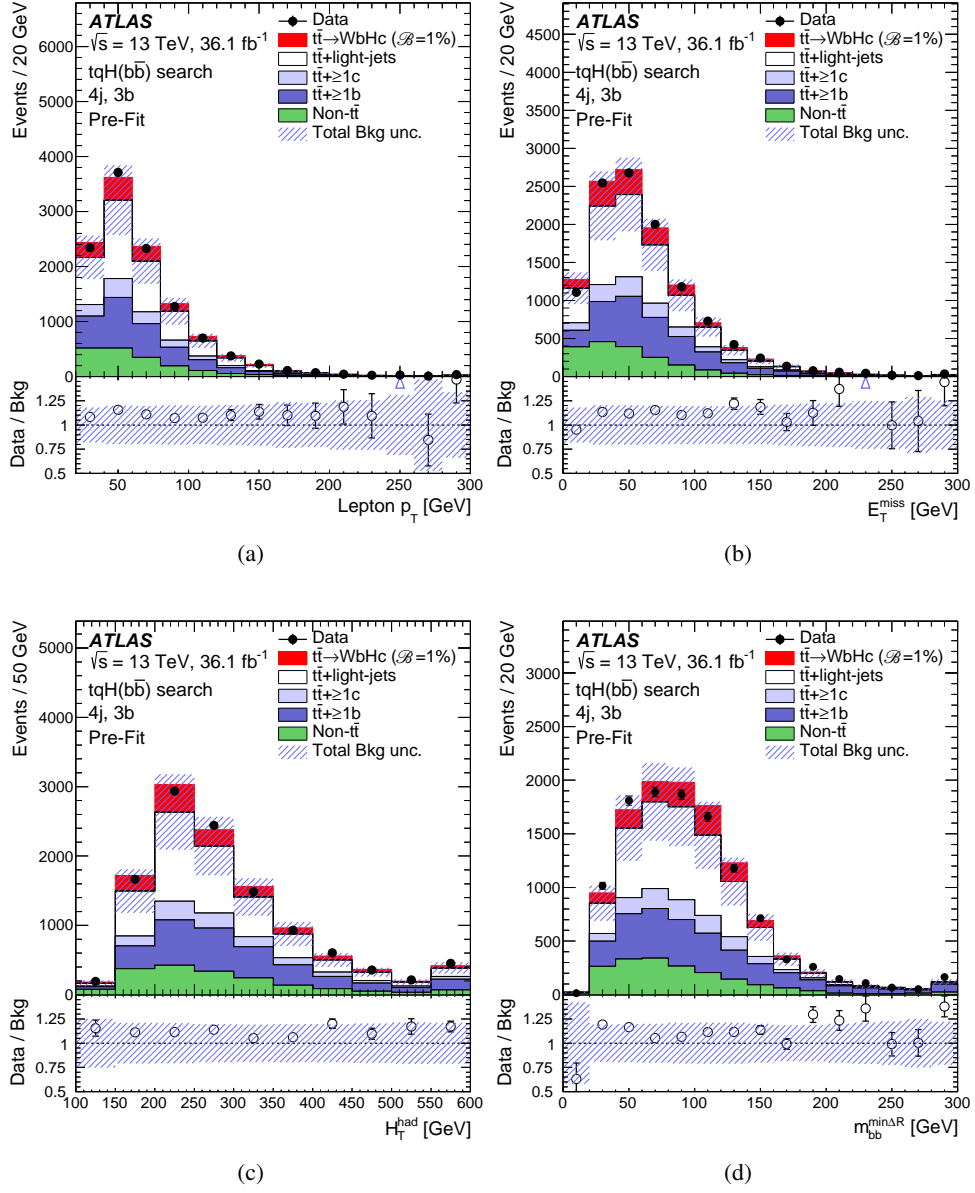 Events / 20 GeV
6000
5000
4000
3000
2000
1000
0
ATLAS
√s = 13 TeV, 36.1 fb⁻¹
tqH(bb̄) search
4j, 3b
Pre-Fit
Data
tt̄→WbHc (ℬ=1%)
tt̄+light-jets
tt̄+≥1c
tt̄+≥1b
Non-tt̄
Total Bkg unc.
Data / Bkg
1.25
1
0.75
0.5
50 100 150 200 250 300
Lepton p_T [GeV]
(a)
Events / 20 GeV
4500
4000
3500
3000
2500
2000
1500
1000
500
0
ATLAS
√s = 13 TeV, 36.1 fb⁻¹
tqH(bb̄) search
4j, 3b
Pre-Fit
Data
tt̄→WbHc (ℬ=1%)
tt̄+light-jets
tt̄+≥1c
tt̄+≥1b
Non-tt̄
Total Bkg unc.
Data / Bkg
1.25
1
0.75
0.5
0 50 100 150 200 250 300
E_T^miss [GeV]
(b)
Events / 50 GeV
5000
4000
3000
2000
1000
0
ATLAS
√s = 13 TeV, 36.1 fb⁻¹
tqH(bb̄) search
4j, 3b
Pre-Fit
Data
tt̄→WbHc (ℬ=1%)
tt̄+light-jets
tt̄+≥1c
tt̄+≥1b
Non-tt̄
Total Bkg unc.
Data / Bkg
1.25
1
0.75
0.5
100 150 200 250 300 350 400 450 500 550 600
H_T^had [GeV]
(c)
Events / 20 GeV
3000
2500
2000
1500
1000
500
0
ATLAS
√s = 13 TeV, 36.1 fb⁻¹
tqH(bb̄) search
4j, 3b
Pre-Fit
Data
tt̄→WbHc (ℬ=1%)
tt̄+light-jets
tt̄+≥1c
tt̄+≥1b
Non-tt̄
Total Bkg unc.
Data / Bkg
1.25
1
0.75
0.5
0 50 100 150 200 250 300
m_bb^minΔR [GeV]
(d)